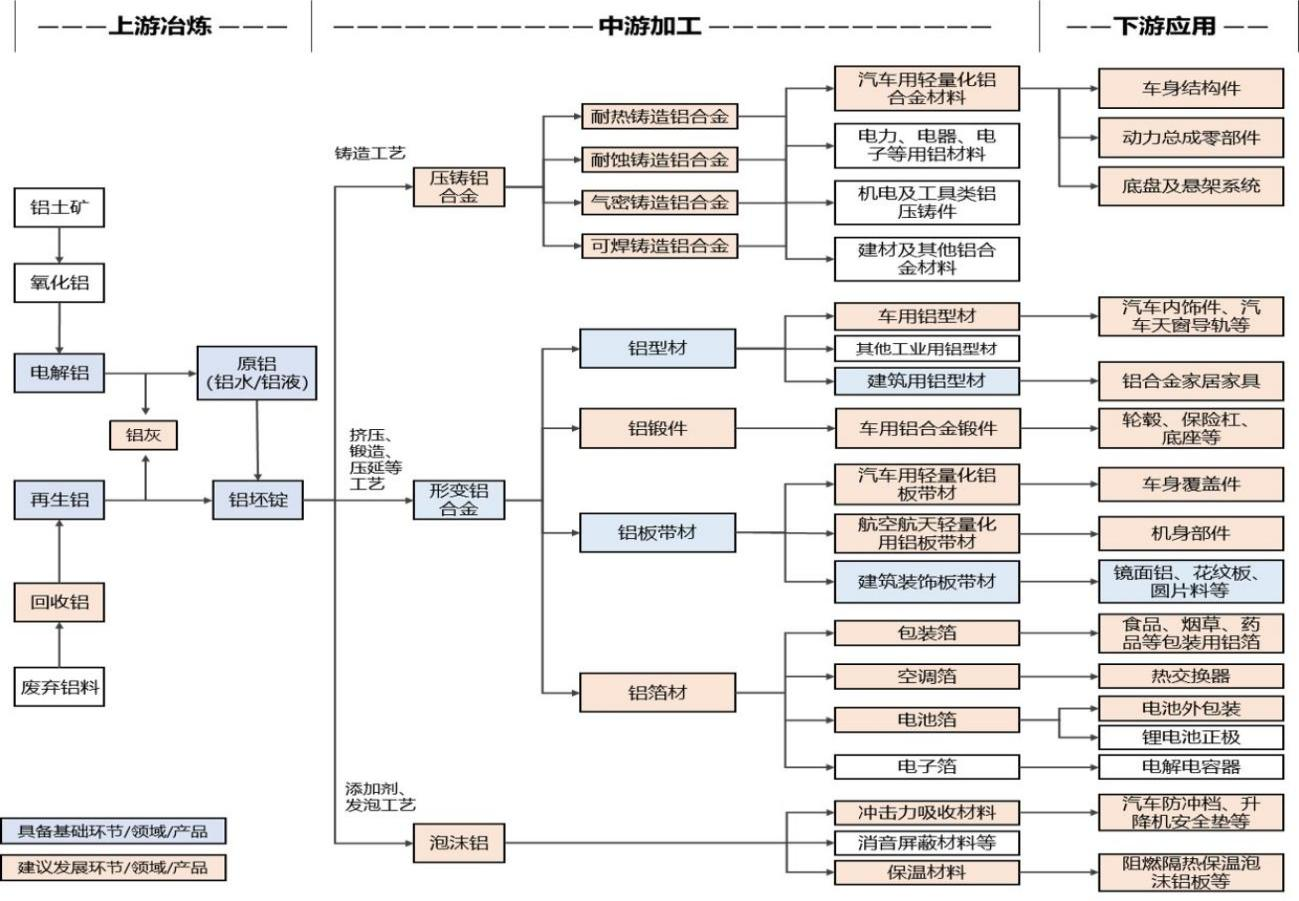 上游冶炼
中游加工
下游应用
铝土矿
氧化铝
电解铝
原铝
(铝水/铝液)
铝灰
再生铝
铝坯锭
回收铝
废弃铝料
具备基础环节/领域/产品
建议发展环节/领域/产品
铸造工艺
压铸铝
合金
耐热铸造铝合金
耐蚀铸造铝合金
气密铸造铝合金
可焊铸造铝合金
汽车用轻量化铝
合金材料
电力、电器、电
子等用铝材料
机电及工具类铝
压铸件
建材及其他铝合
金材料
车身结构件
动力总成零部件
底盘及悬架系统
挤压、
锻造、
压延等
工艺
形变铝
合金
铝型材
车用铝型材
其他工业用铝型材
建筑用铝型材
汽车内饰件、汽
车天窗导轨等
铝合金家居家具
铝锻件
车用铝合金锻件
轮毂、保险杠、
底座等
铝板带材
汽车用轻量化铝
板带材
航空航天轻量化
用铝板带材
建筑装饰板带材
车身覆盖件
机身部件
镜面铝、花纹板、
圆片料等
铝箔材
包装箔
空调箔
电池箔
电子箔
食品、烟草、药
品等包装用铝箔
热交换器
电池外包装
锂电池正极
电解电容器
添加剂、
发泡工艺
泡沫铝
冲击力吸收材料
消音屏蔽材料等
保温材料
汽车防冲档、升
降机安全垫等
阻燃隔热保温泡
沫铝板等